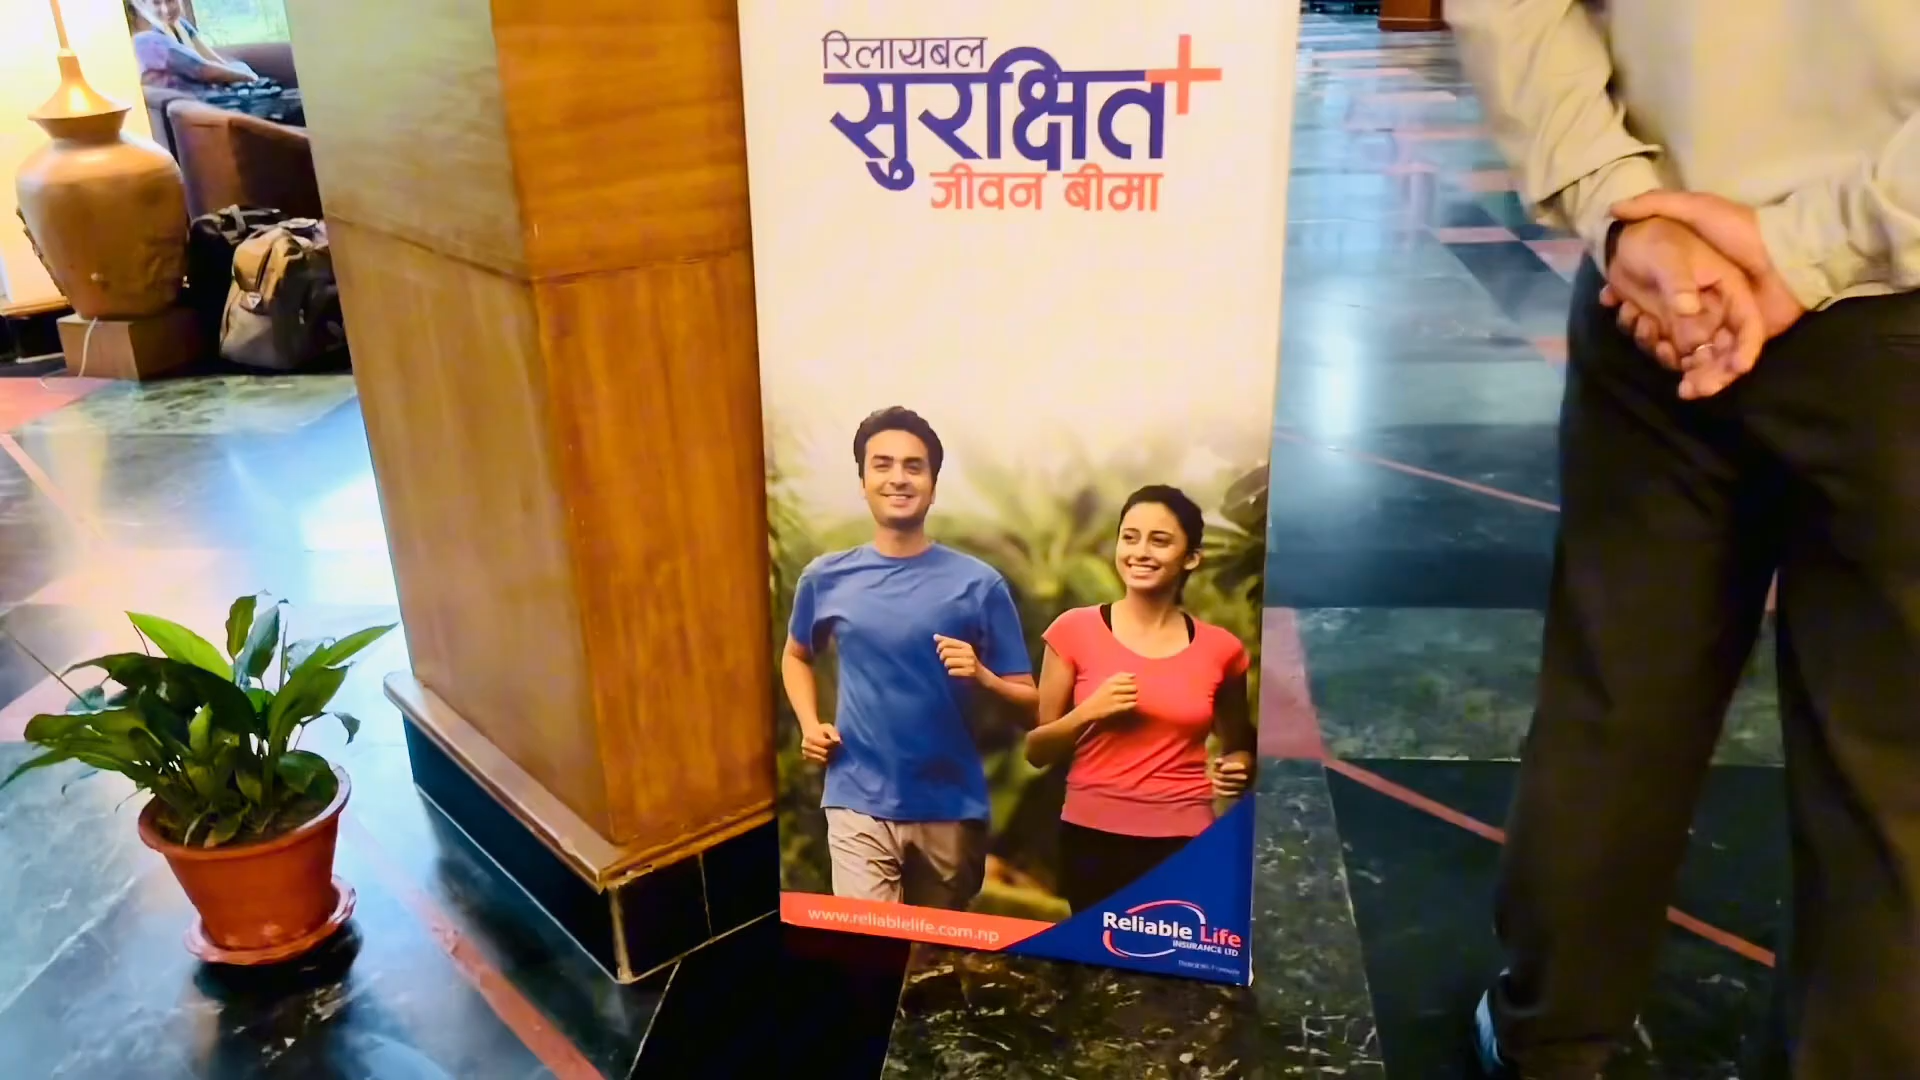 रिलायबल
सुरक्षित+
जीवन बीमा
www.reliablelife.com.np
Reliable Life
INSURANCE LTD